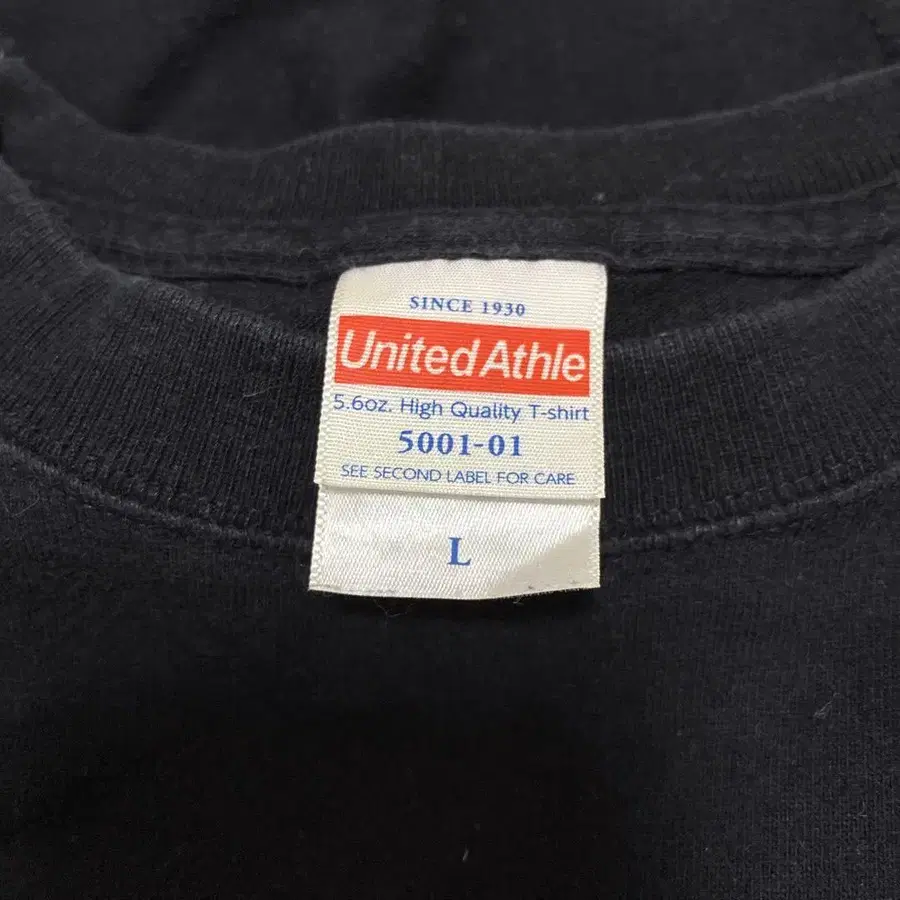 SINCE 1930
United Athle
5.6oz. High Quality T-shirt
5001-01
SEE SECOND LABEL FOR CARE
L